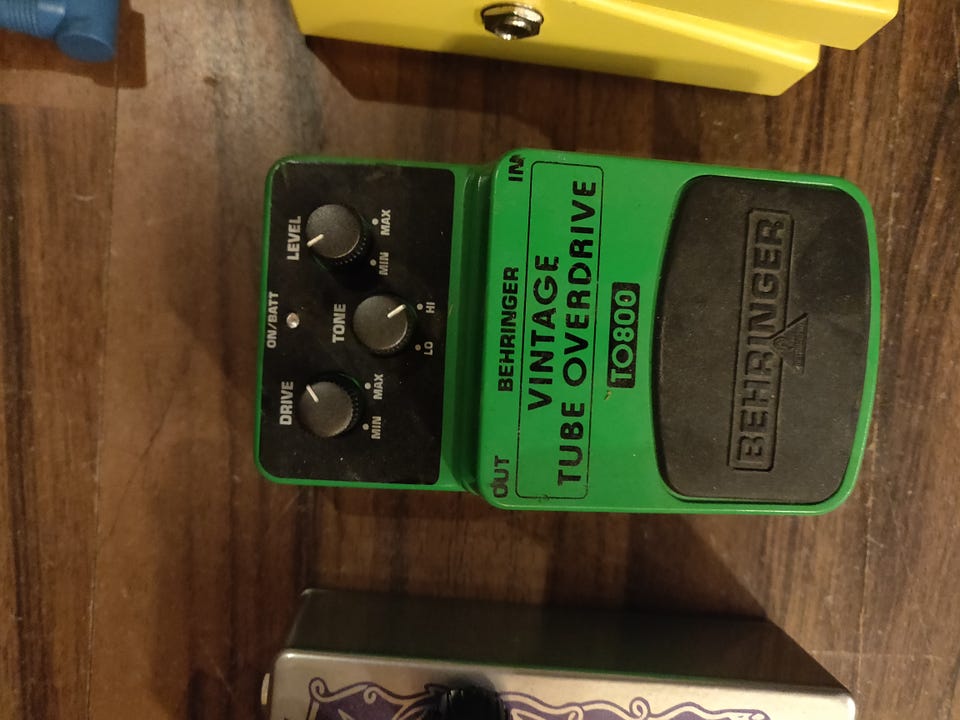 ON/BATT
DRIVE
LEVEL
TONE
MIN MAX
LO HI
MIN MAX
OUT
IN
BEHRINGER
VINTAGE
TUBE OVERDRIVE
TO800
BEHRINGER